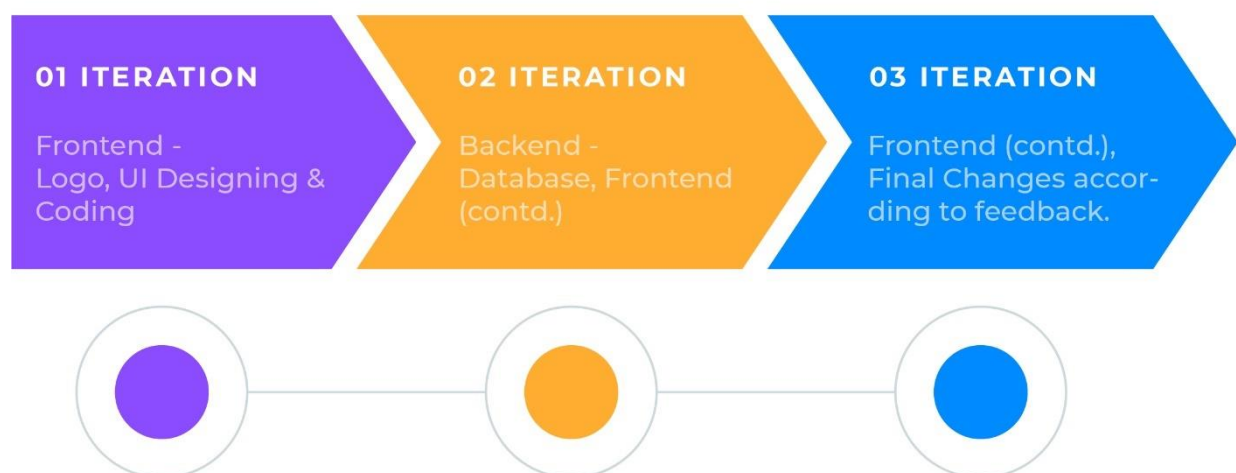 01 ITERATION
Frontend -
Logo, UI Designing &
Coding
02 ITERATION
Backend -
Database, Frontend
(contd.)
03 ITERATION
Frontend (contd.),
Final Changes accor-
ding to feedback.